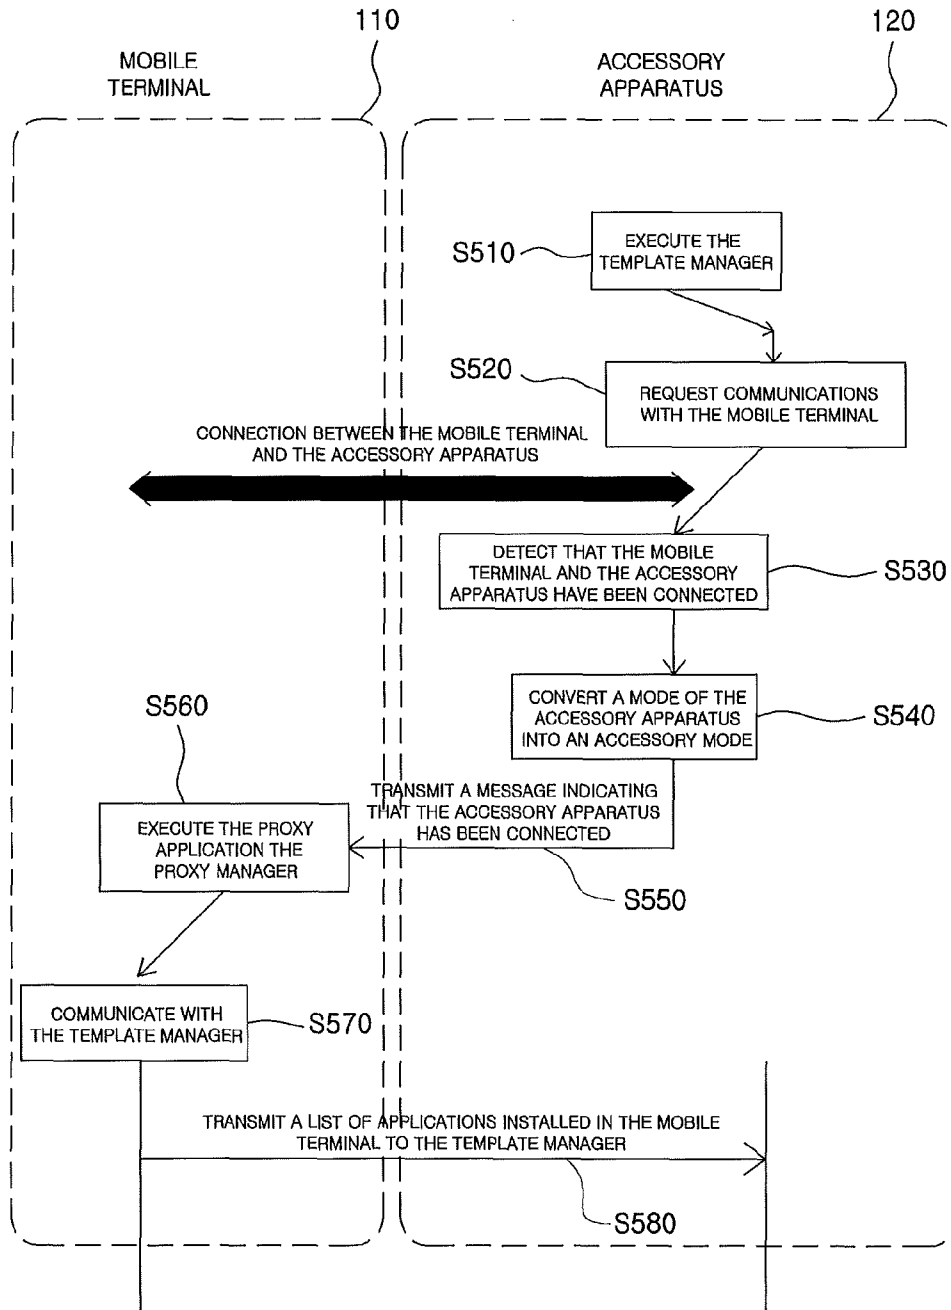 110
120
MOBILE
TERMINAL
ACCESSORY
APPARATUS
S510
EXECUTE THE
TEMPLATE MANAGER
S520
REQUEST COMMUNICATIONS
WITH THE MOBILE TERMINAL
CONNECTION BETWEEN THE MOBILE TERMINAL
AND THE ACCESSORY APPARATUS
DETECT THAT THE MOBILE
TERMINAL AND THE ACCESSORY
APPARATUS HAVE BEEN CONNECTED
S530
CONVERT A MODE OF THE
ACCESSORY APPARATUS
INTO AN ACCESSORY MODE
S540
S560
TRANSMIT A MESSAGE INDICATING
THAT THE ACCESSORY APPARATUS
HAS BEEN CONNECTED
EXECUTE THE PROXY
APPLICATION THE
PROXY MANAGER
S550
COMMUNICATE WITH
THE TEMPLATE MANAGER
S570
TRANSMIT A LIST OF APPLICATIONS INSTALLED IN THE MOBILE
TERMINAL TO THE TEMPLATE MANAGER
S580